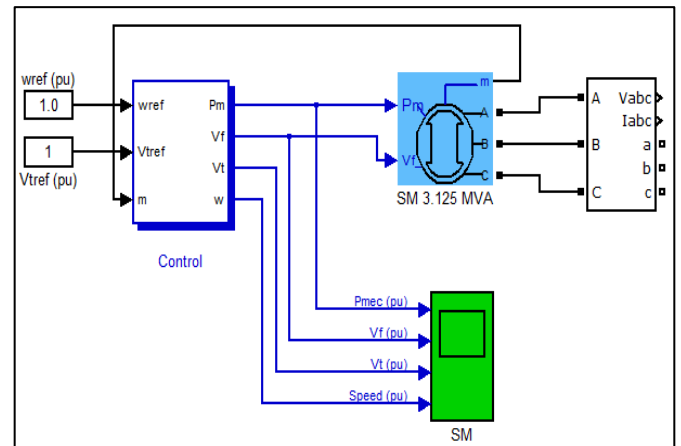 wref (pu)
1.0
1
Vtref (pu)
wref
Vtref
m
Pm
Vf
Vt
w
Control
Pm
Vf_
m
A
B
C
SM 3.125 MVA
A
B
C
Vabc
Iabc
a
b
c
Pmec (pu)
Vf (pu)
Vt (pu)
Speed (pu)
SM